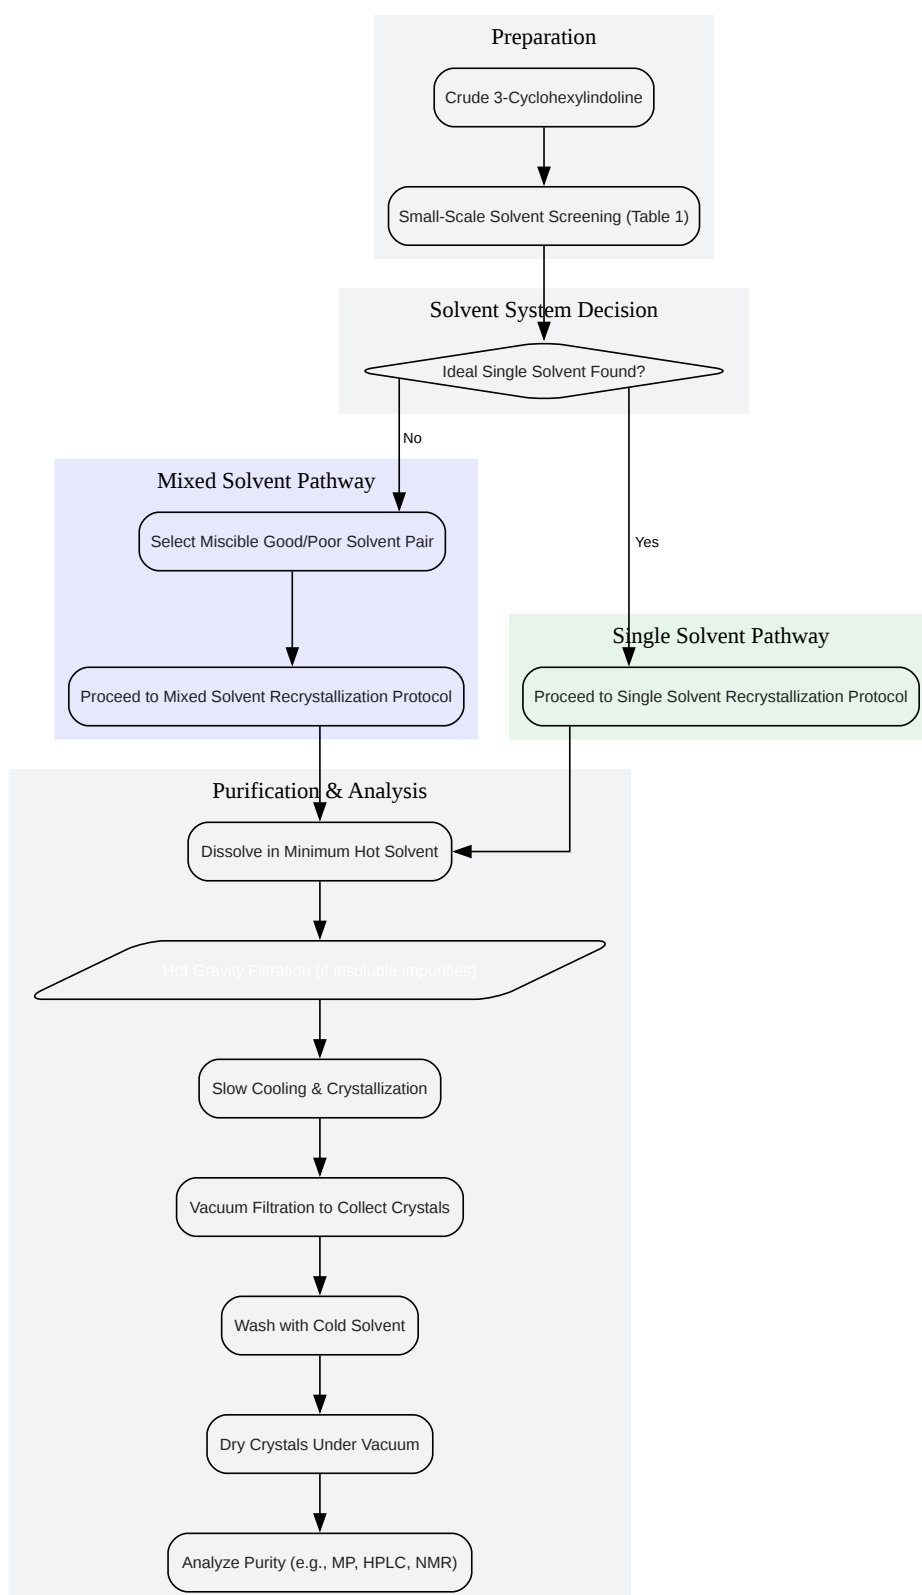 Preparation
Crude 3-Cyclohexylindoline
Small-Scale Solvent Screening (Table 1)
Solvent System Decision
Ideal Single Solvent Found?
No
Mixed Solvent Pathway
Select Miscible Good/Poor Solvent Pair
Yes
Single Solvent Pathway
Proceed to Mixed Solvent Recrystallization Protocol
Proceed to Single Solvent Recrystallization Protocol
Purification & Analysis
Dissolve in Minimum Hot Solvent
Hot Gravity Filtration (if insoluble impurities)
Slow Cooling & Crystallization
Vacuum Filtration to Collect Crystals
Wash with Cold Solvent
Dry Crystals Under Vacuum
Analyze Purity (e.g., MP, HPLC, NMR)